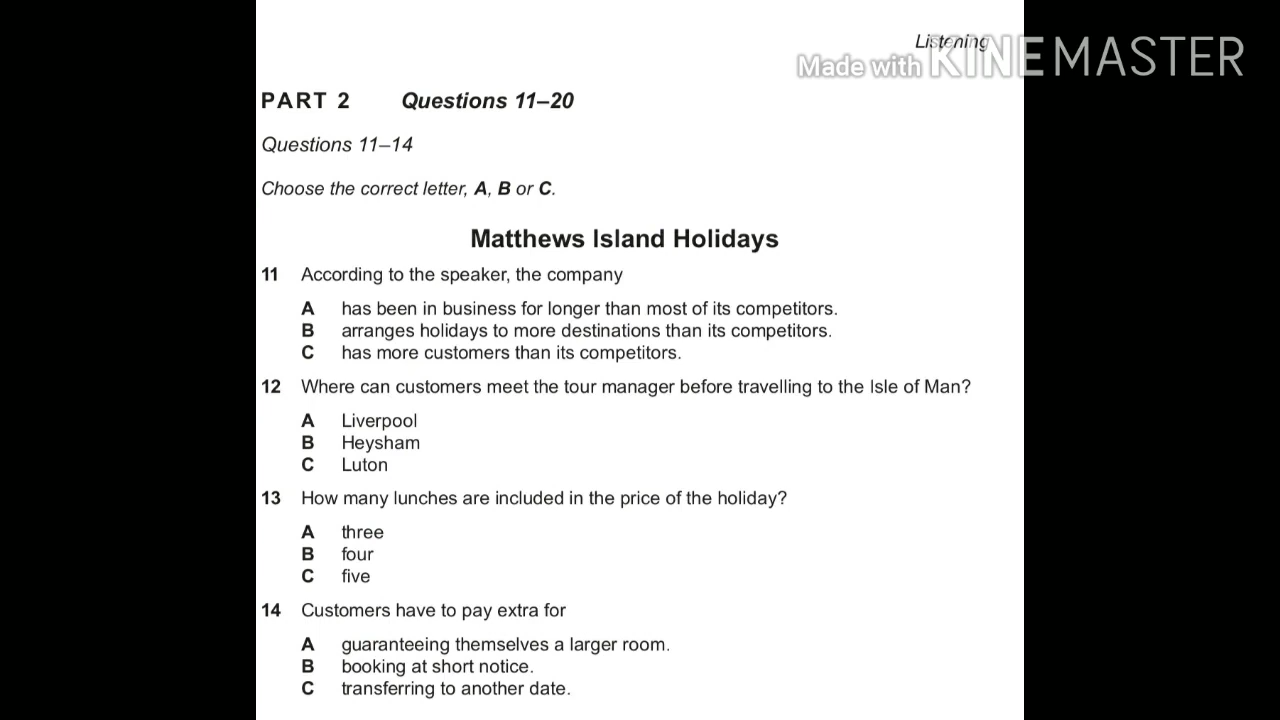 Listening
Made with KINEMASTER
PART 2 Questions 11–20
Questions 11–14
Choose the correct letter, A, B or C.
Matthews Island Holidays
11 According to the speaker, the company
A has been in business for longer than most of its competitors.
B arranges holidays to more destinations than its competitors.
C has more customers than its competitors.
12 Where can customers meet the tour manager before travelling to the Isle of Man?
A Liverpool
B Heysham
C Luton
13 How many lunches are included in the price of the holiday?
A three
B four
C five
14 Customers have to pay extra for
A guaranteeing themselves a larger room.
B booking at short notice.
C transferring to another date.